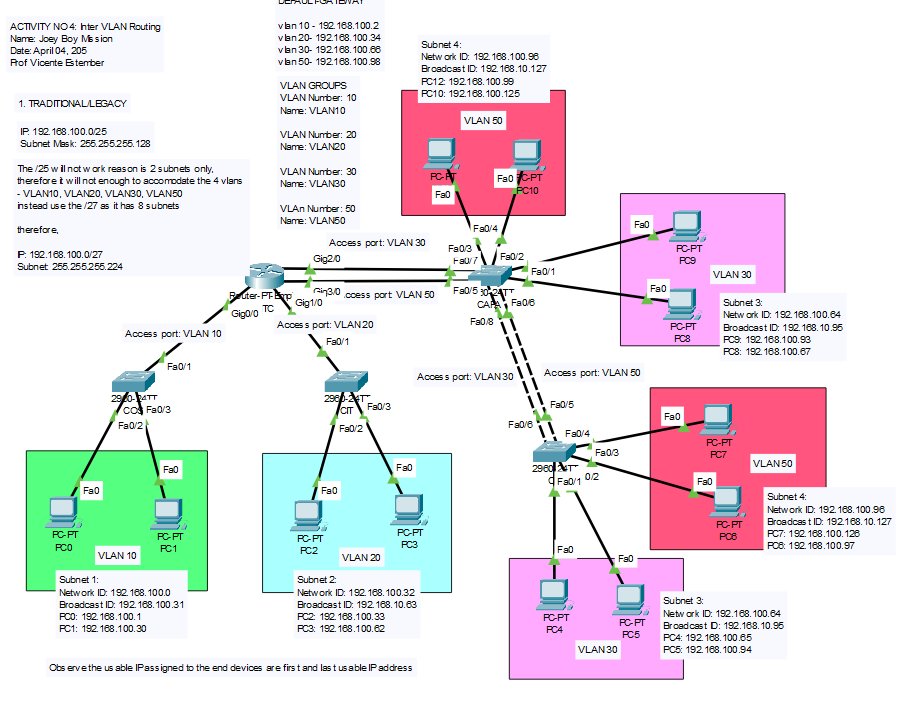 DEFAULT-GATEWAY
vlan 10 - 192.168.100.2
vlan 20- 192.168.100.34
vlan 30- 192.168.100.66
vlan 50- 192.168.100.98
ACTIVITY NO 4: Inter VLAN Routing
Name: Joey Boy Mission
Date: April 04, 205
Prof Vicente Estember
1. TRADITIONAL/LEGACY
IP: 192.168.100.0/25
Subnet Mask: 255.255.255.128
The /25 will not work reason is 2 subnets only,
therefore it will not enough to accomodate the 4 vlans
- VLAN10, VLAN20, VLAN30, VLAN50
instead use the /27 as it has 8 subnets
therefore,
IP: 192.168.100.0/27
Subnet: 255.255.255.224
VLAN GROUPS
VLAN Number: 10
Name: VLAN10
VLAN Number: 20
Name: VLAN20
VLAN Number: 30
Name: VLAN30
VLAn Number: 50
Name: VLAN50
Subnet 4:
Network ID: 192.168.100.96
Broadcast ID: 192.168.10.127
PC12: 192.168.100.99
PC10: 192.168.100.125
VLAN 50
PC-PT
Fa0
Fa0
PC-PT
PC10
Fa0/4
Fa0/3
Fa0/7
Fa0/2
Fa0/1
Fa0/5
Fa0/6
Fa0/8
CAPA
Access port: VLAN 30
Gig2/0
Gig3/0
Gig1/0
Gig0/0
Router-PT-Emp
TC
Access port: VLAN 50
Fa0
PC-PT
PC9
VLAN 30
Fa0
PC-PT
PC8
Subnet 3:
Network ID: 192.168.100.64
Broadcast ID: 192.168.10.95
PC9: 192.168.100.93
PC8: 192.168.100.67
Access port: VLAN 10
Access port: VLAN 20
Fa0/1
Fa0/1
2960-24TT
COS
Fa0/3
Fa0/2
2960-24TT
CIT
Fa0/3
Fa0/2
Access port: VLAN 30
Access port: VLAN 50
Fa0/5
Fa0/6
Fa0/4
Fa0/3
2960-24TT
Fa0/1
0/2
Fa0
PC-PT
PC7
VLAN 50
Fa0
PC-PT
PC6
Subnet 4:
Network ID: 192.168.100.96
Broadcast ID: 192.168.10.127
PC7: 192.168.100.126
PC6: 192.168.100.97
Fa0
Fa0
PC-PT
PC0
PC-PT
PC1
VLAN 10
Fa0
Fa0
PC-PT
PC2
PC-PT
PC3
VLAN 20
Subnet 1:
Network ID: 192.168.100.0
Broadcast ID: 192.168.100.31
PC0: 192.168.100.1
PC1: 192.168.100.30
Subnet 2:
Network ID: 192.168.100.32
Broadcast ID: 192.168.10.63
PC2: 192.168.100.33
PC3: 192.168.100.62
Fa0
Fa0
PC-PT
PC4
PC-PT
PC5
VLAN 30
Subnet 3:
Network ID: 192.168.100.64
Broadcast ID: 192.168.10.95
PC4: 192.168.100.65
PC5: 192.168.100.94
Observe the usable IP assigned to the end devices are first and last usable IP address